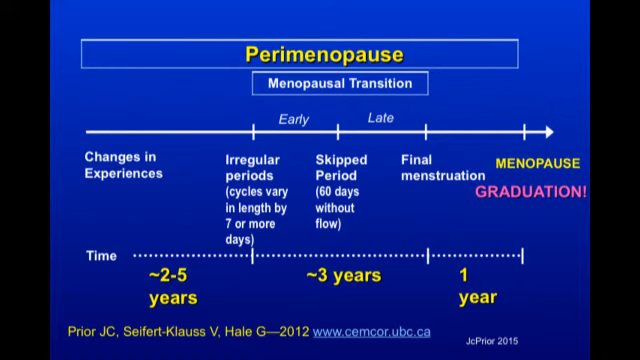 Perimenopause
Menopausal Transition
Early
Late
Changes in
Experiences
Irregular
periods
(cycles vary
in length by
7 or more
days)
Skipped
Period
(60 days
without
flow)
Final
menstruation
MENOPAUSE
GRADUATION!
Time
~2-5
years
~3 years
1
year
Prior JC, Seifert-Klauss V, Hale G—2012 www.cemcor.ubc.ca
JcPrior 2015